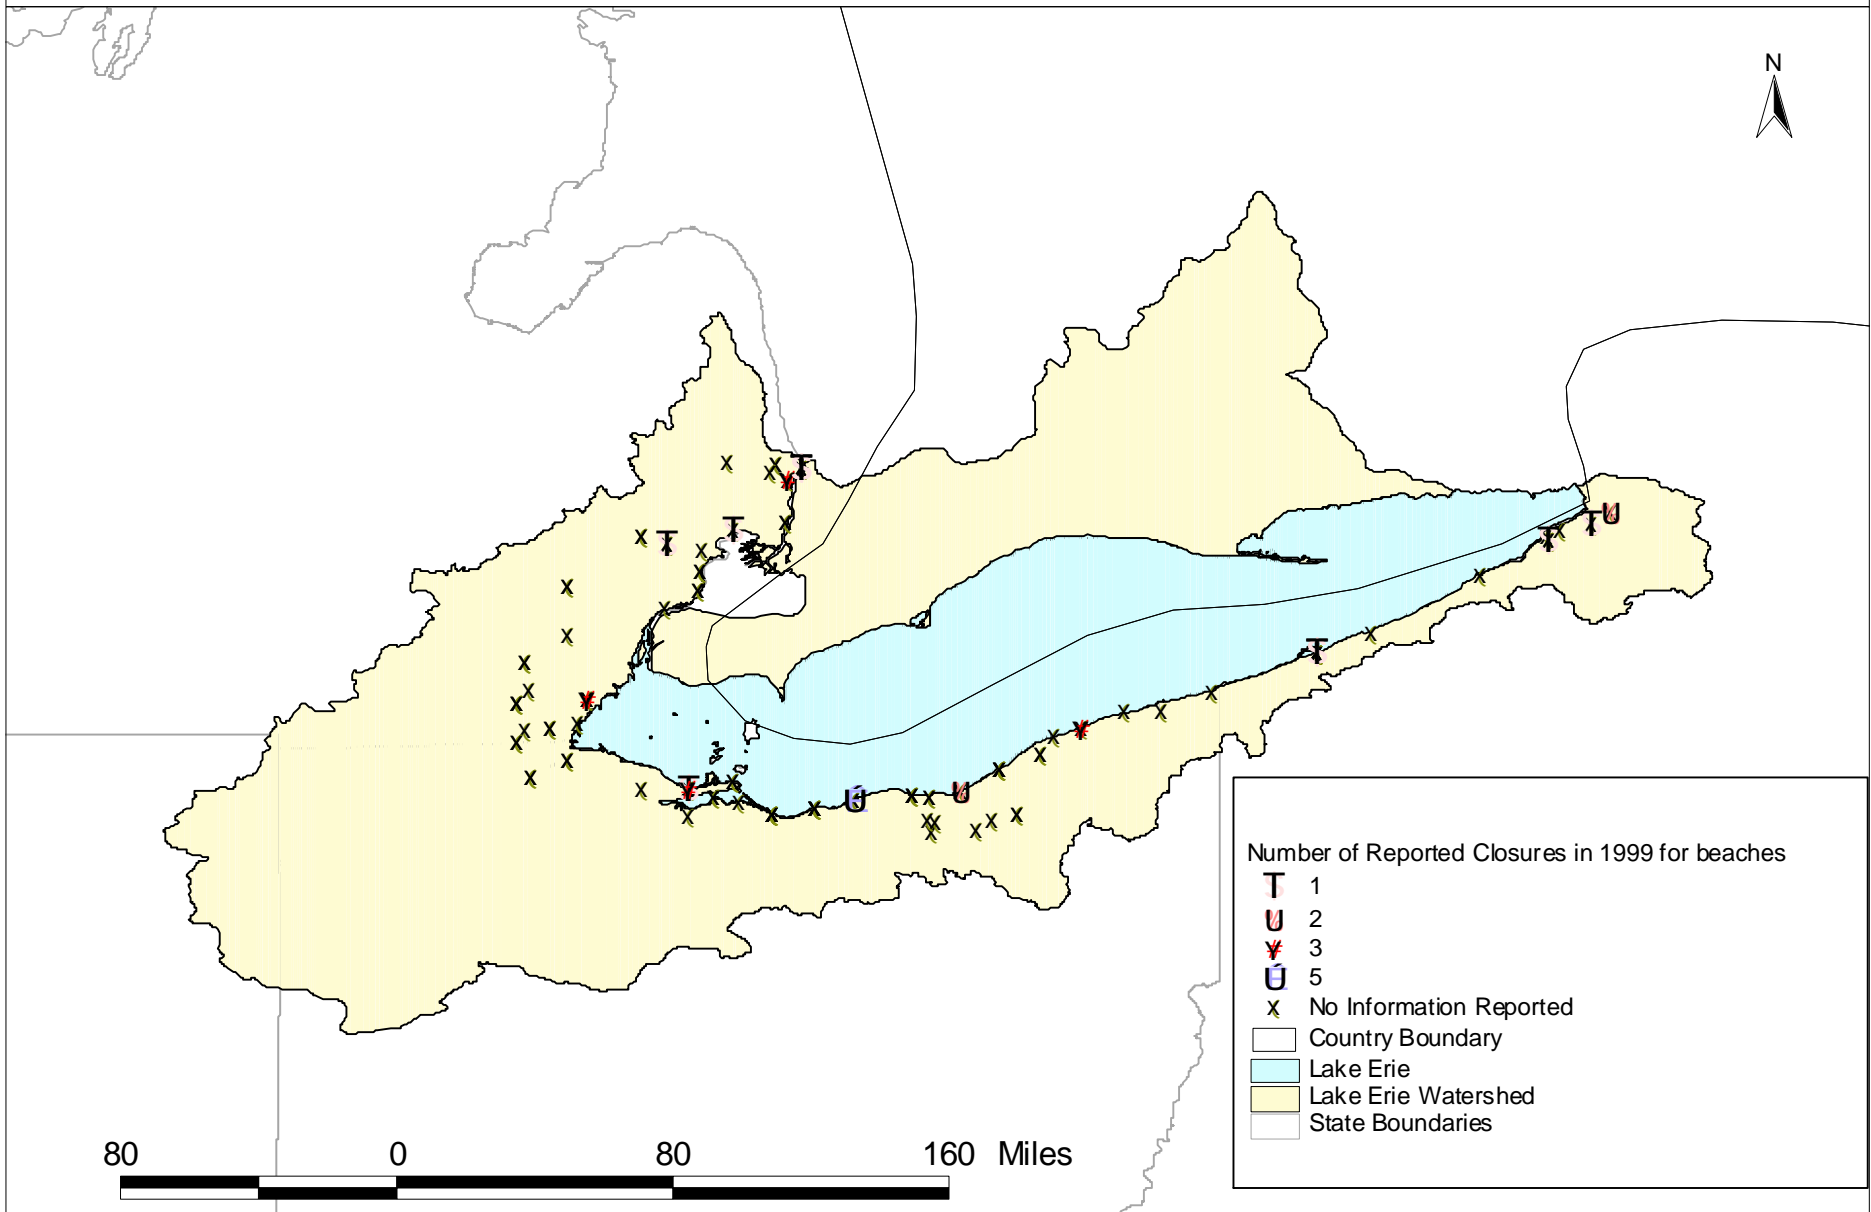 N
Number of Reported Closures in 1999 for beaches
T 1
U 2
Y 3
Ú 5
X No Information Reported
Country Boundary
Lake Erie
Lake Erie Watershed
State Boundaries
80 0 80 160 Miles